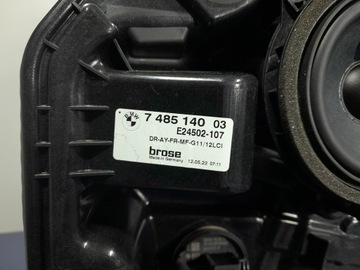 7 485 140 03
E24502-107
DR-AY-FR-MF-G11/12LCI
brose
Made in Germany 12.05.22 07:11